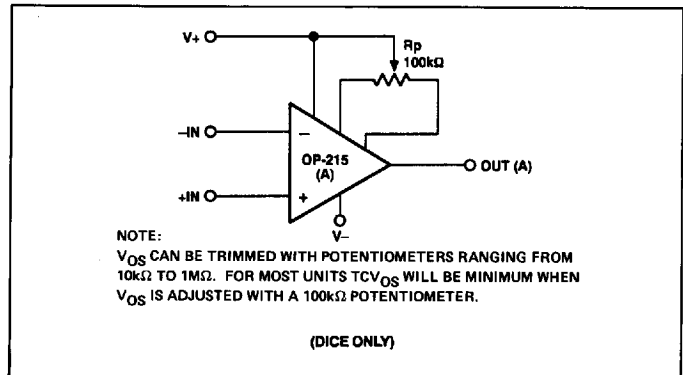 V+
Rp
100kΩ
–IN
–
OP-215
(A)
OUT (A)
+IN
+
V–
NOTE:
VOS CAN BE TRIMMED WITH POTENTIOMETERS RANGING FROM
10kΩ TO 1MΩ. FOR MOST UNITS TCVOS WILL BE MINIMUM WHEN
VOS IS ADJUSTED WITH A 100kΩ POTENTIOMETER.
(DICE ONLY)